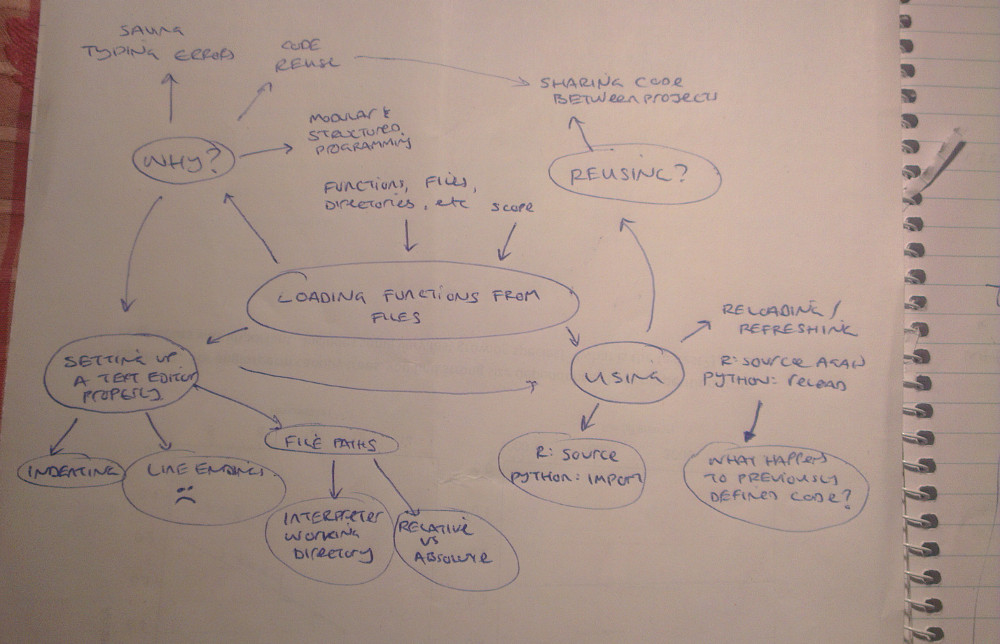 SAVING
TYPING ERRORS
CODE
REUSE
SHARING CODE
BETWEEN PROJECTS
MODULAR &
STRUCTURED
PROGRAMMING
WHY?
REUSING?
FUNCTIONS, FILES,
DIRECTORIES, etc
SCOPE
LOADING FUNCTIONS FROM
FILES
RELOADING /
REFRESHING
SETTING UP
A TEXT EDITOR
PROPERLY
USING
R: SOURCE AGAIN
PYTHON: RELOAD
FILE PATHS
INDENTING
LINE ENDINGS
:(
R: SOURCE
PYTHON: IMPORT
WHAT HAPPENS
TO PREVIOUSLY
DEFINED CODE?
INTERPRETER
WORKING
DIRECTORY
RELATIVE
VS
ABSOLUTE